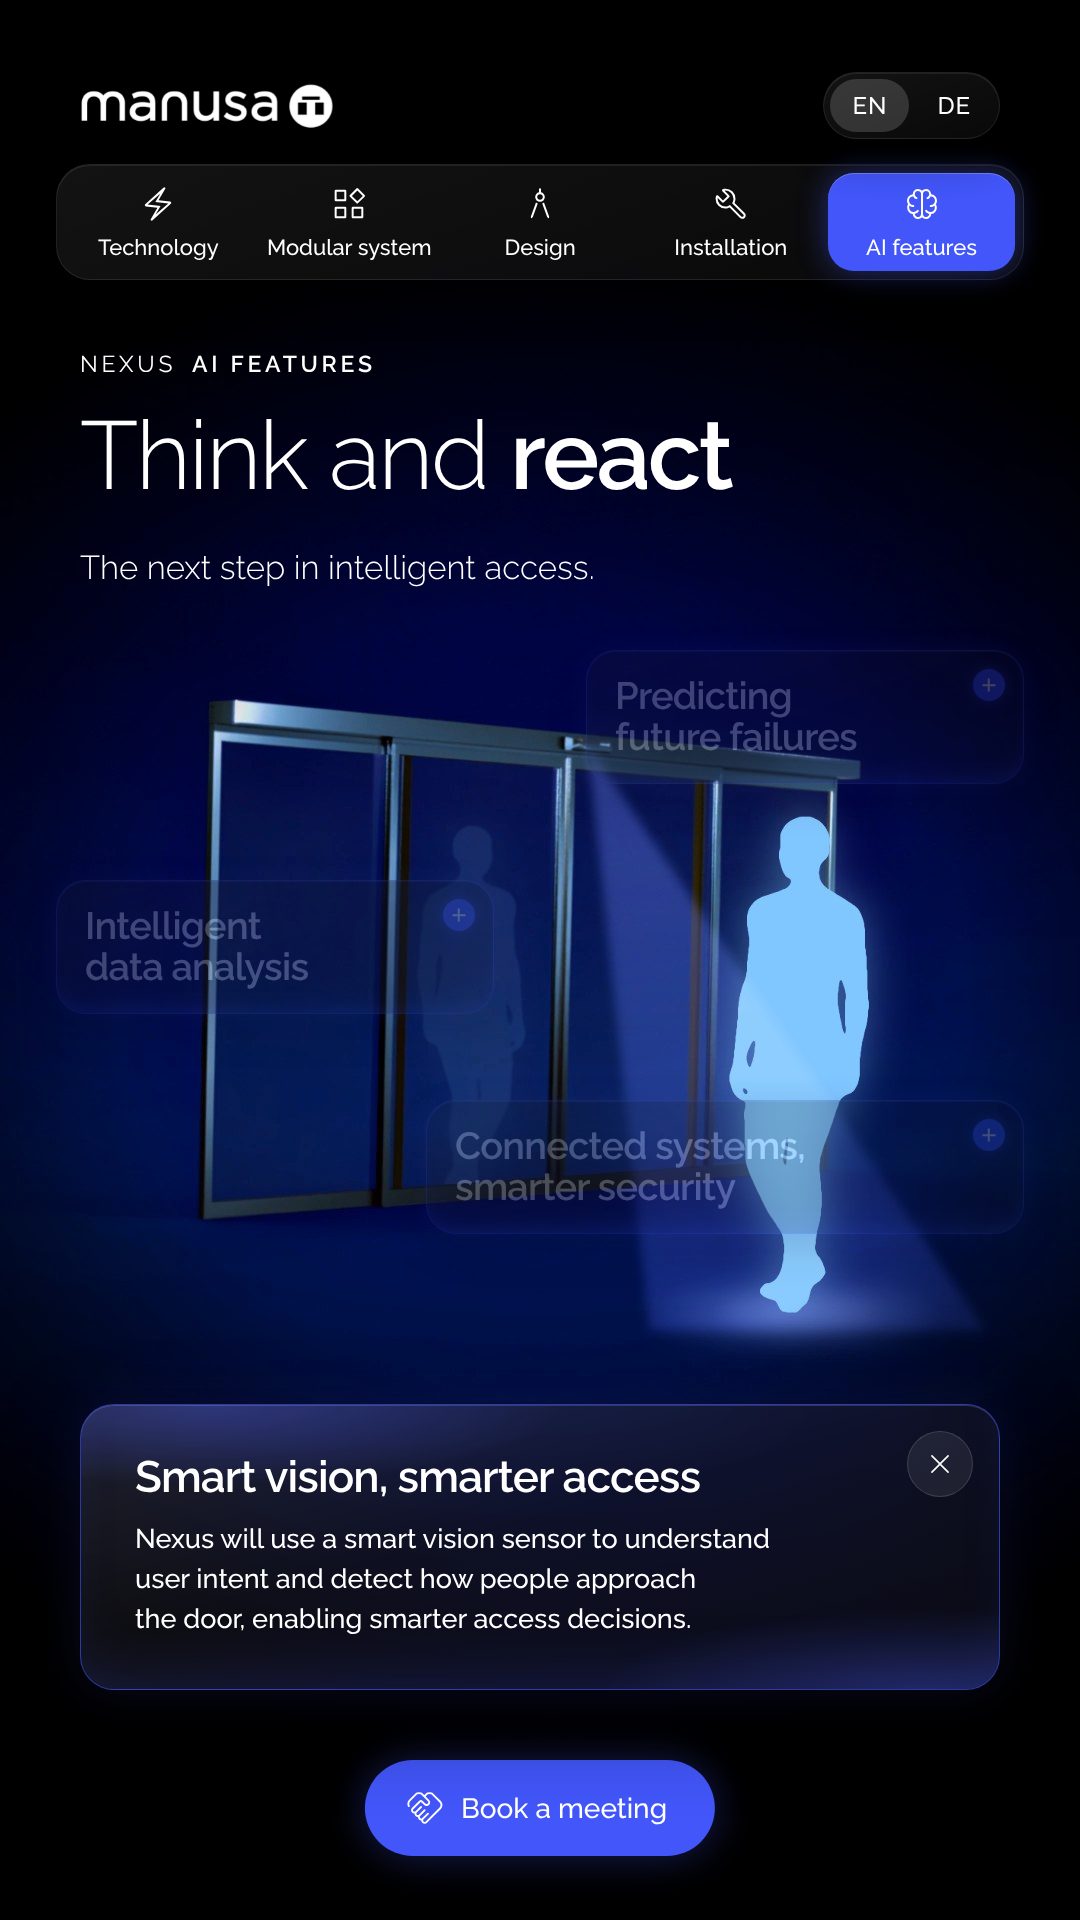 manusa
EN DE
Technology Modular system Design Installation AI features
NEXUS AI FEATURES
Think and react
The next step in intelligent access.
Predicting
future failures
Intelligent
data analysis
Connected systems,
smarter security
Smart vision, smarter access
Nexus will use a smart vision sensor to understand
user intent and detect how people approach
the door, enabling smarter access decisions.
Book a meeting